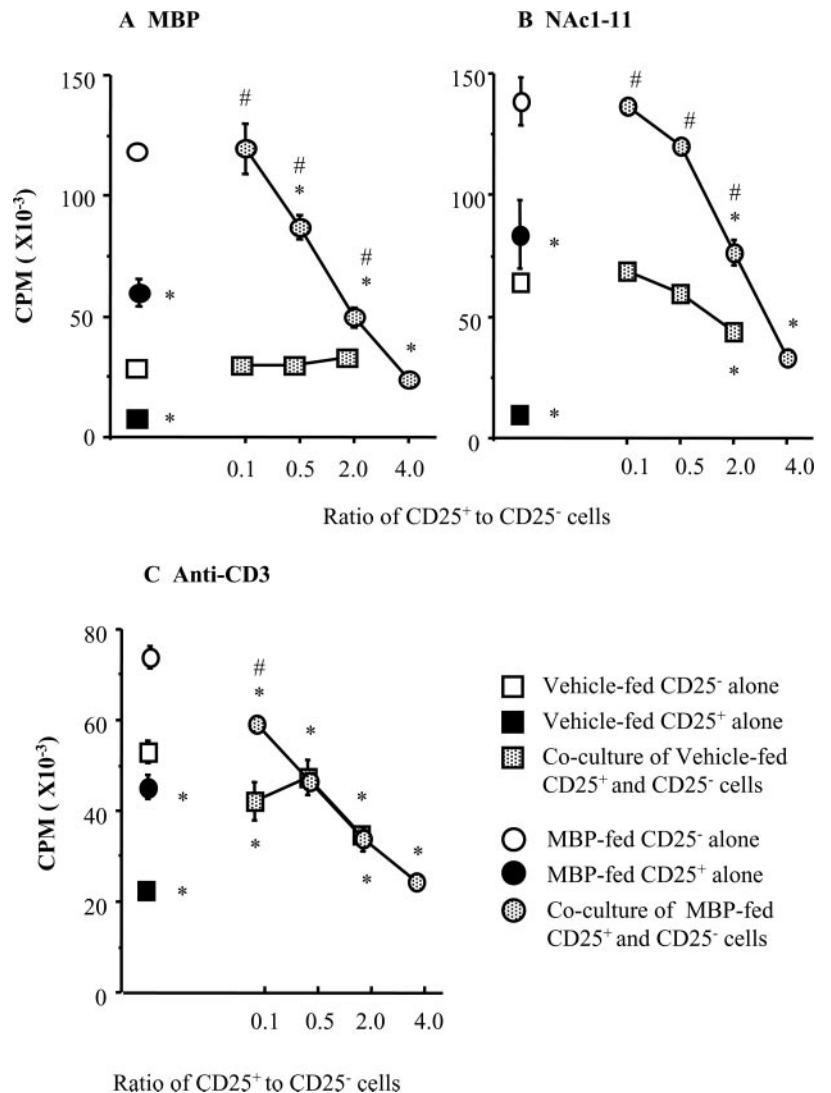 A MBP
B NAc1-11
CPM ( X10⁻³)
150
100
50
0
#
#
*
#
*
*
*
*
0.1 0.5 2.0 4.0
150
100
50
0
#
#
#
*
*
*
*
*
0.1 0.5 2.0 4.0
Ratio of CD25⁺ to CD25⁻ cells
C Anti-CD3
CPM ( X10⁻³)
80
60
40
20
0
#
*
*
*
*
*
*
*
*
0.1 0.5 2.0 4.0
Ratio of CD25⁺ to CD25⁻ cells
Vehicle-fed CD25⁻ alone
Vehicle-fed CD25⁺ alone
Co-culture of Vehicle-fed
CD25⁺ and CD25⁻ cells
MBP-fed CD25⁻ alone
MBP-fed CD25⁺ alone
Co-culture of MBP-fed
CD25⁺ and CD25⁻ cells